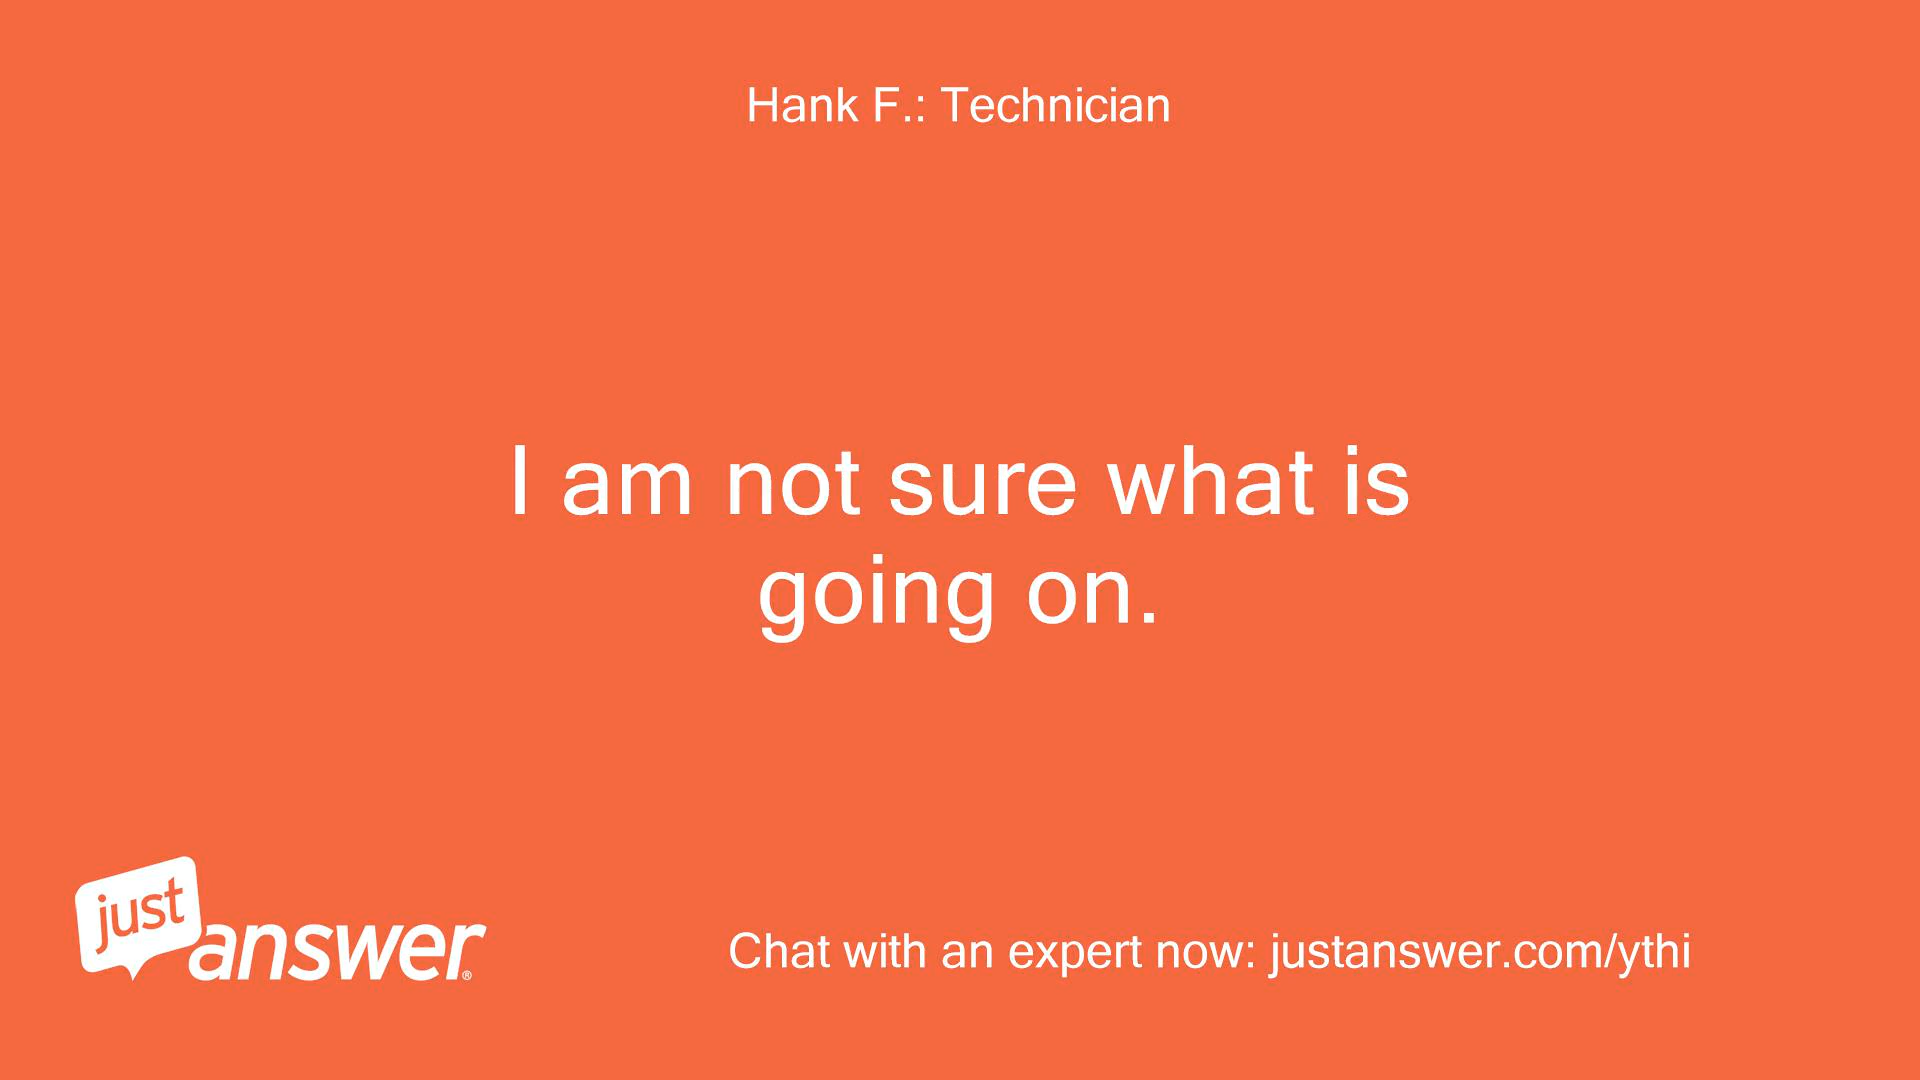 Hank F.: Technician
I am not sure what is
going on.
just
answer®
Chat with an expert now: justanswer.com/ythi